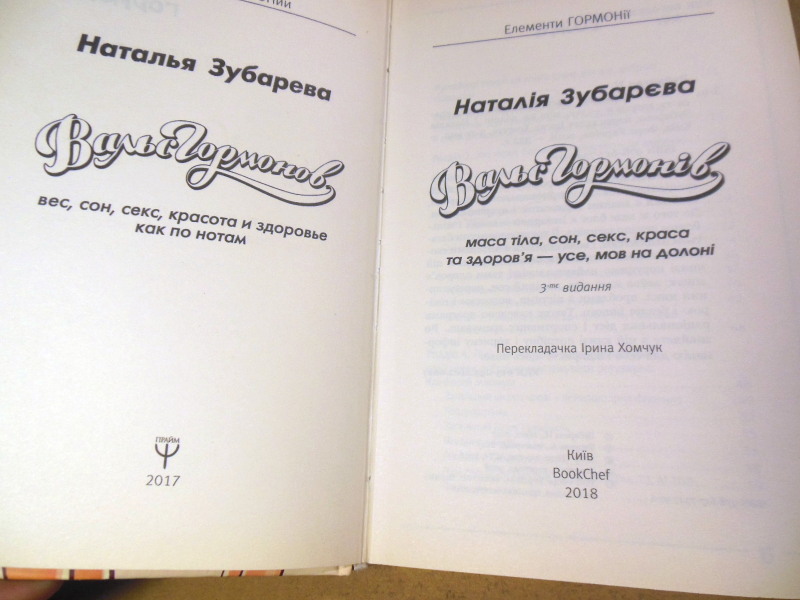 Наталья Зубарева
Вальс Гормонов
вес, сон, секс, красота и здоровье
как по нотам
ПРАЙМ
2017
Елементи ГОРМОНії
Наталія Зубарєва
Вальс Гормонів
маса тіла, сон, секс, краса
та здоров'я — усе, мов на долоні
3-тє видання
Перекладачка Ірина Хомчук
Київ
BookChef
2018